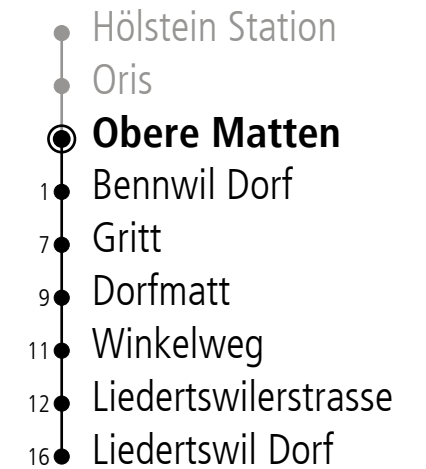 Hölstein Station
Oris
Obere Matten
1 Bennwil Dorf
7 Gritt
9 Dorfmatt
11 Winkelweg
12 Liedertswilerstrasse
16 Liedertswil Dorf